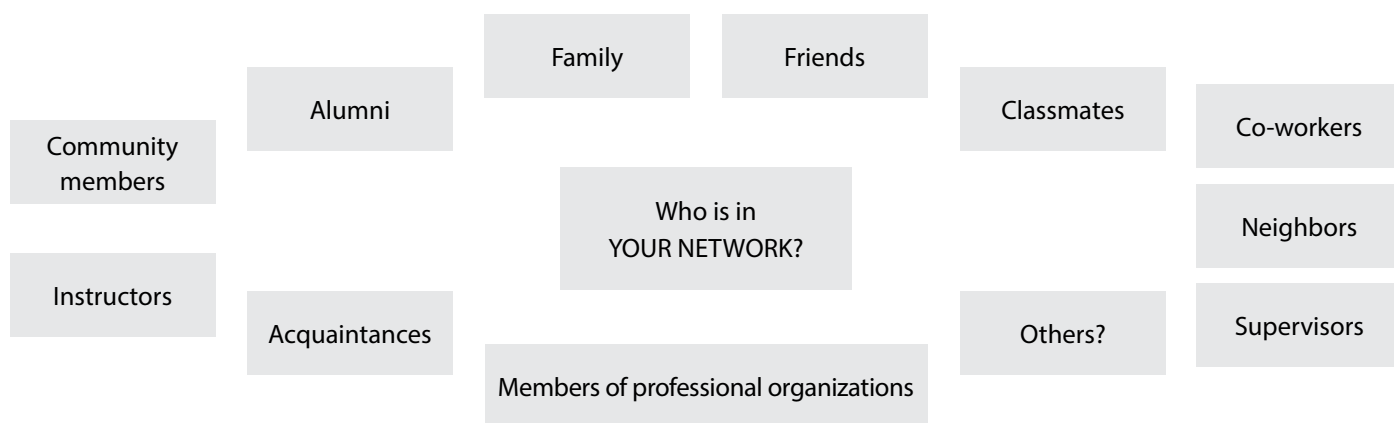 Family
Friends
Alumni
Classmates
Co-workers
Community
members
Who is in
YOUR NETWORK?
Neighbors
Instructors
Acquaintances
Others?
Supervisors
Members of professional organizations